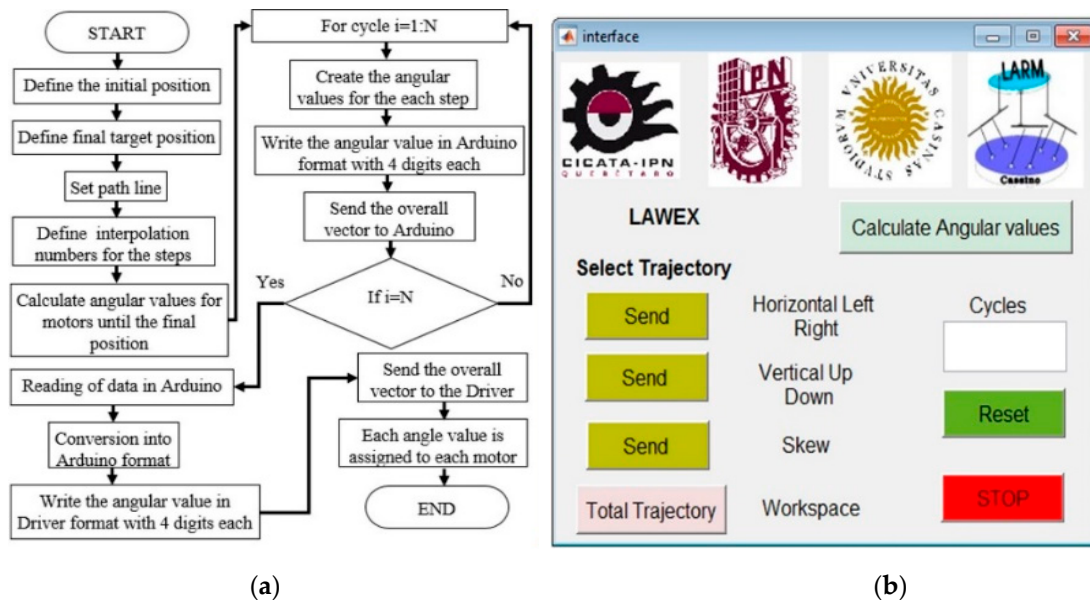 START
Define the initial position
Define final target position
Set path line
Define interpolation
numbers for the steps
Calculate angular values for
motors until the final
position
For cycle i=1:N
Create the angular
values for the each step
Write the angular value in Arduino
format with 4 digits each
Send the overall
vector to Arduino
If i=N
Yes
No
Reading of data in Arduino
Conversion into
Arduino format
Write the angular value in
Driver format with 4 digits each
Send the overall
vector to the Driver
Each angle value is
assigned to each motor
END
(a)
interface
CICATA-IPN
QUERÉTARO
IPN
VNIVERSITAS CASINAS STVDIORVM
LARM
Cassino
LAWEX
Calculate Angular values
Select Trajectory
Send
Horizontal Left
Right
Cycles
Send
Vertical Up
Down
Reset
Send
Skew
Total Trajectory
Workspace
STOP
(b)